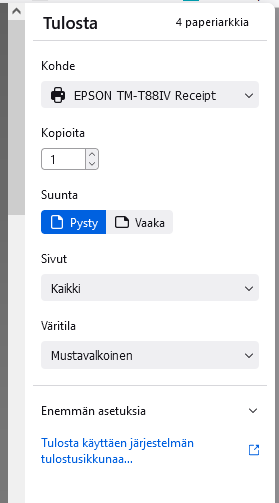 Tulosta
4 paperiarkkia
Kohde
EPSON TM-T88IV Receipt
Kopioita
1
Suunta
Pysty
Vaaka
Sivut
Kaikki
Väritila
Mustavalkoinen
Enemmän asetuksia
Tulosta käyttäen järjestelmän
tulostusikkunaa...